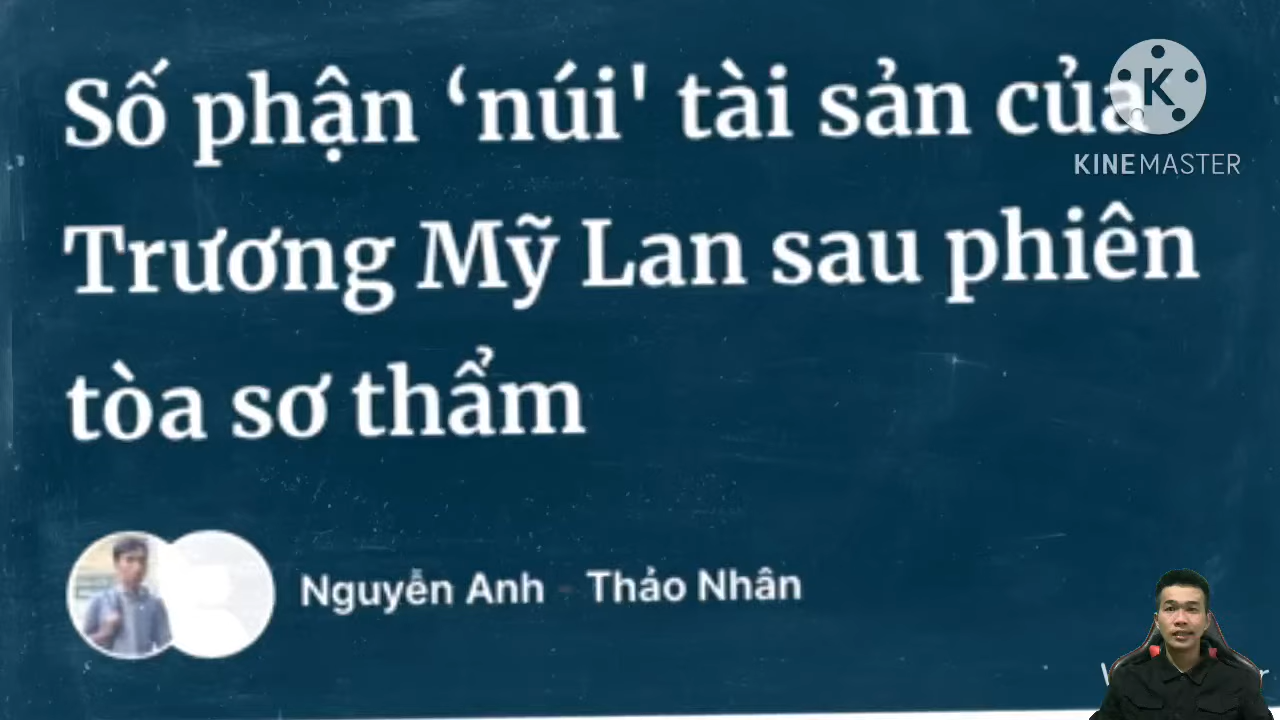 Số phận ‘núi' tài sản của
KINEMASTER
Trương Mỹ Lan sau phiên
tòa sơ thẩm
Nguyễn Anh - Thảo Nhân